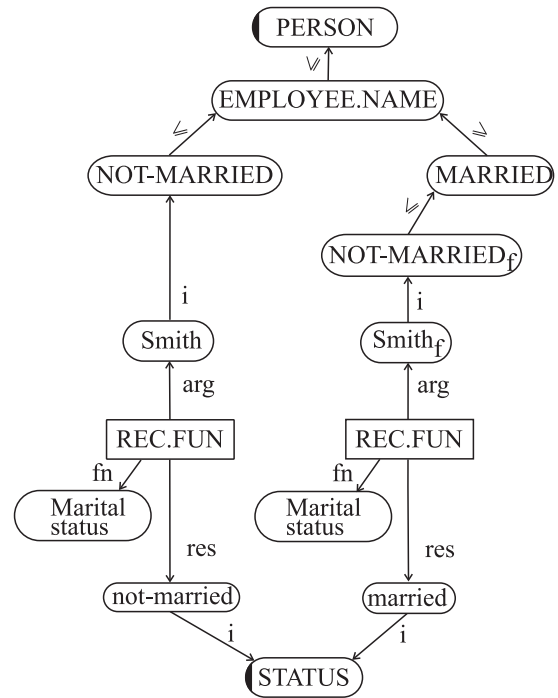 PERSON
⩽
EMPLOYEE.NAME
⩽ ⩽
NOT-MARRIED MARRIED
⩽
NOT-MARRIEDf
i i
Smith Smithf
arg arg
REC.FUN REC.FUN
fn fn
Marital Marital
status status
res res
not-married married
i i
STATUS